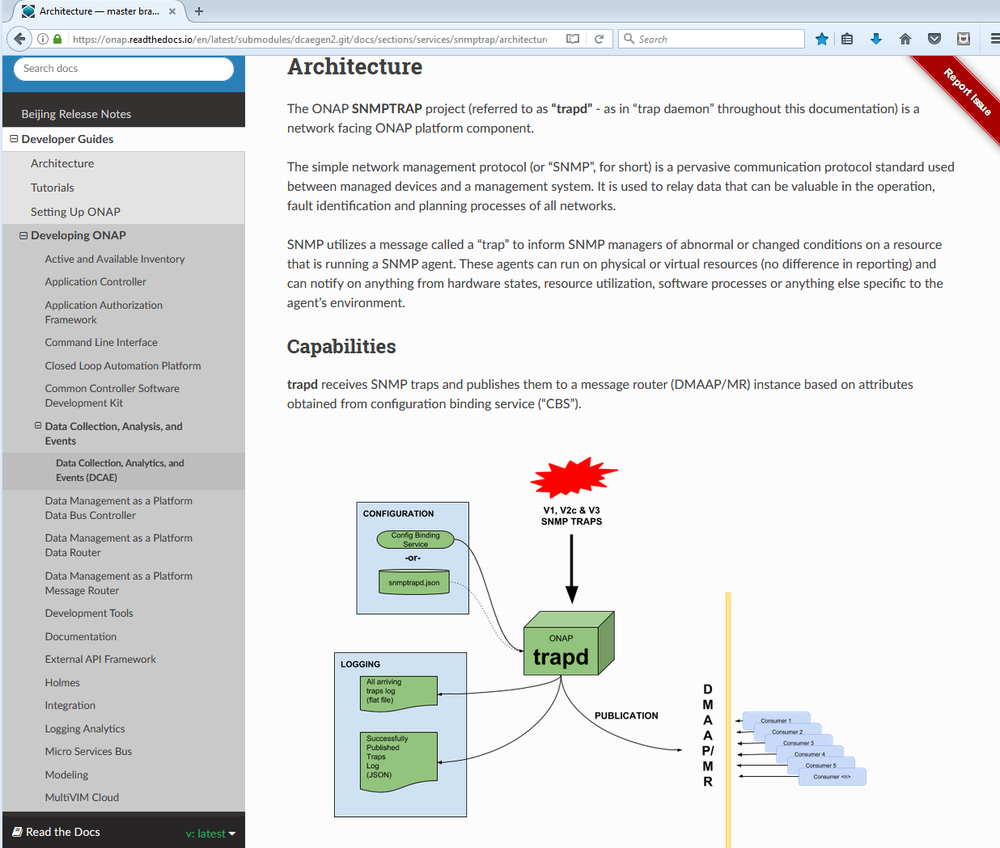 Architecture — master bra...
https://onap.readthedocs.io/en/latest/submodules/dcaegen2.git/docs/sections/services/snmptrap/architecture
Search
Search docs
Beijing Release Notes
Developer Guides
Architecture
Tutorials
Setting Up ONAP
Developing ONAP
Active and Available Inventory
Application Controller
Application Authorization
Framework
Command Line Interface
Closed Loop Automation Platform
Common Controller Software
Development Kit
Data Collection, Analysis, and
Events
Data Collection, Analytics, and
Events (DCAE)
Data Management as a Platform
Data Bus Controller
Data Management as a Platform
Data Router
Data Management as a Platform
Message Router
Development Tools
Documentation
External API Framework
Holmes
Integration
Logging Analytics
Micro Services Bus
Modeling
MultiVIM Cloud
Read the Docs
v: latest
Report Issue
Architecture
The ONAP SNMPTRAP project (referred to as “trapd” - as in “trap daemon” throughout this documentation) is a
network facing ONAP platform component.
The simple network management protocol (or “SNMP”, for short) is a pervasive communication protocol standard used
between managed devices and a management system. It is used to relay data that can be valuable in the operation,
fault identification and planning processes of all networks.
SNMP utilizes a message called a “trap” to inform SNMP managers of abnormal or changed conditions on a resource
that is running a SNMP agent. These agents can run on physical or virtual resources (no difference in reporting) and
can notify on anything from hardware states, resource utilization, software processes or anything else specific to the
agent’s environment.
Capabilities
trapd receives SNMP traps and publishes them to a message router (DMAAP/MR) instance based on attributes
obtained from configuration binding service (“CBS”).
V1, V2c & V3
SNMP TRAPS
CONFIGURATION
Config Binding
Service
-or-
snmptrapd.json
ONAP
trapd
LOGGING
All arriving
traps log
(flat file)
Successfully
Published
Traps
Log
(JSON)
PUBLICATION
D
M
A
A
P/
M
R
Consumer 1
Consumer 2
Consumer 3
Consumer 4
Consumer 5
Consumer <n>